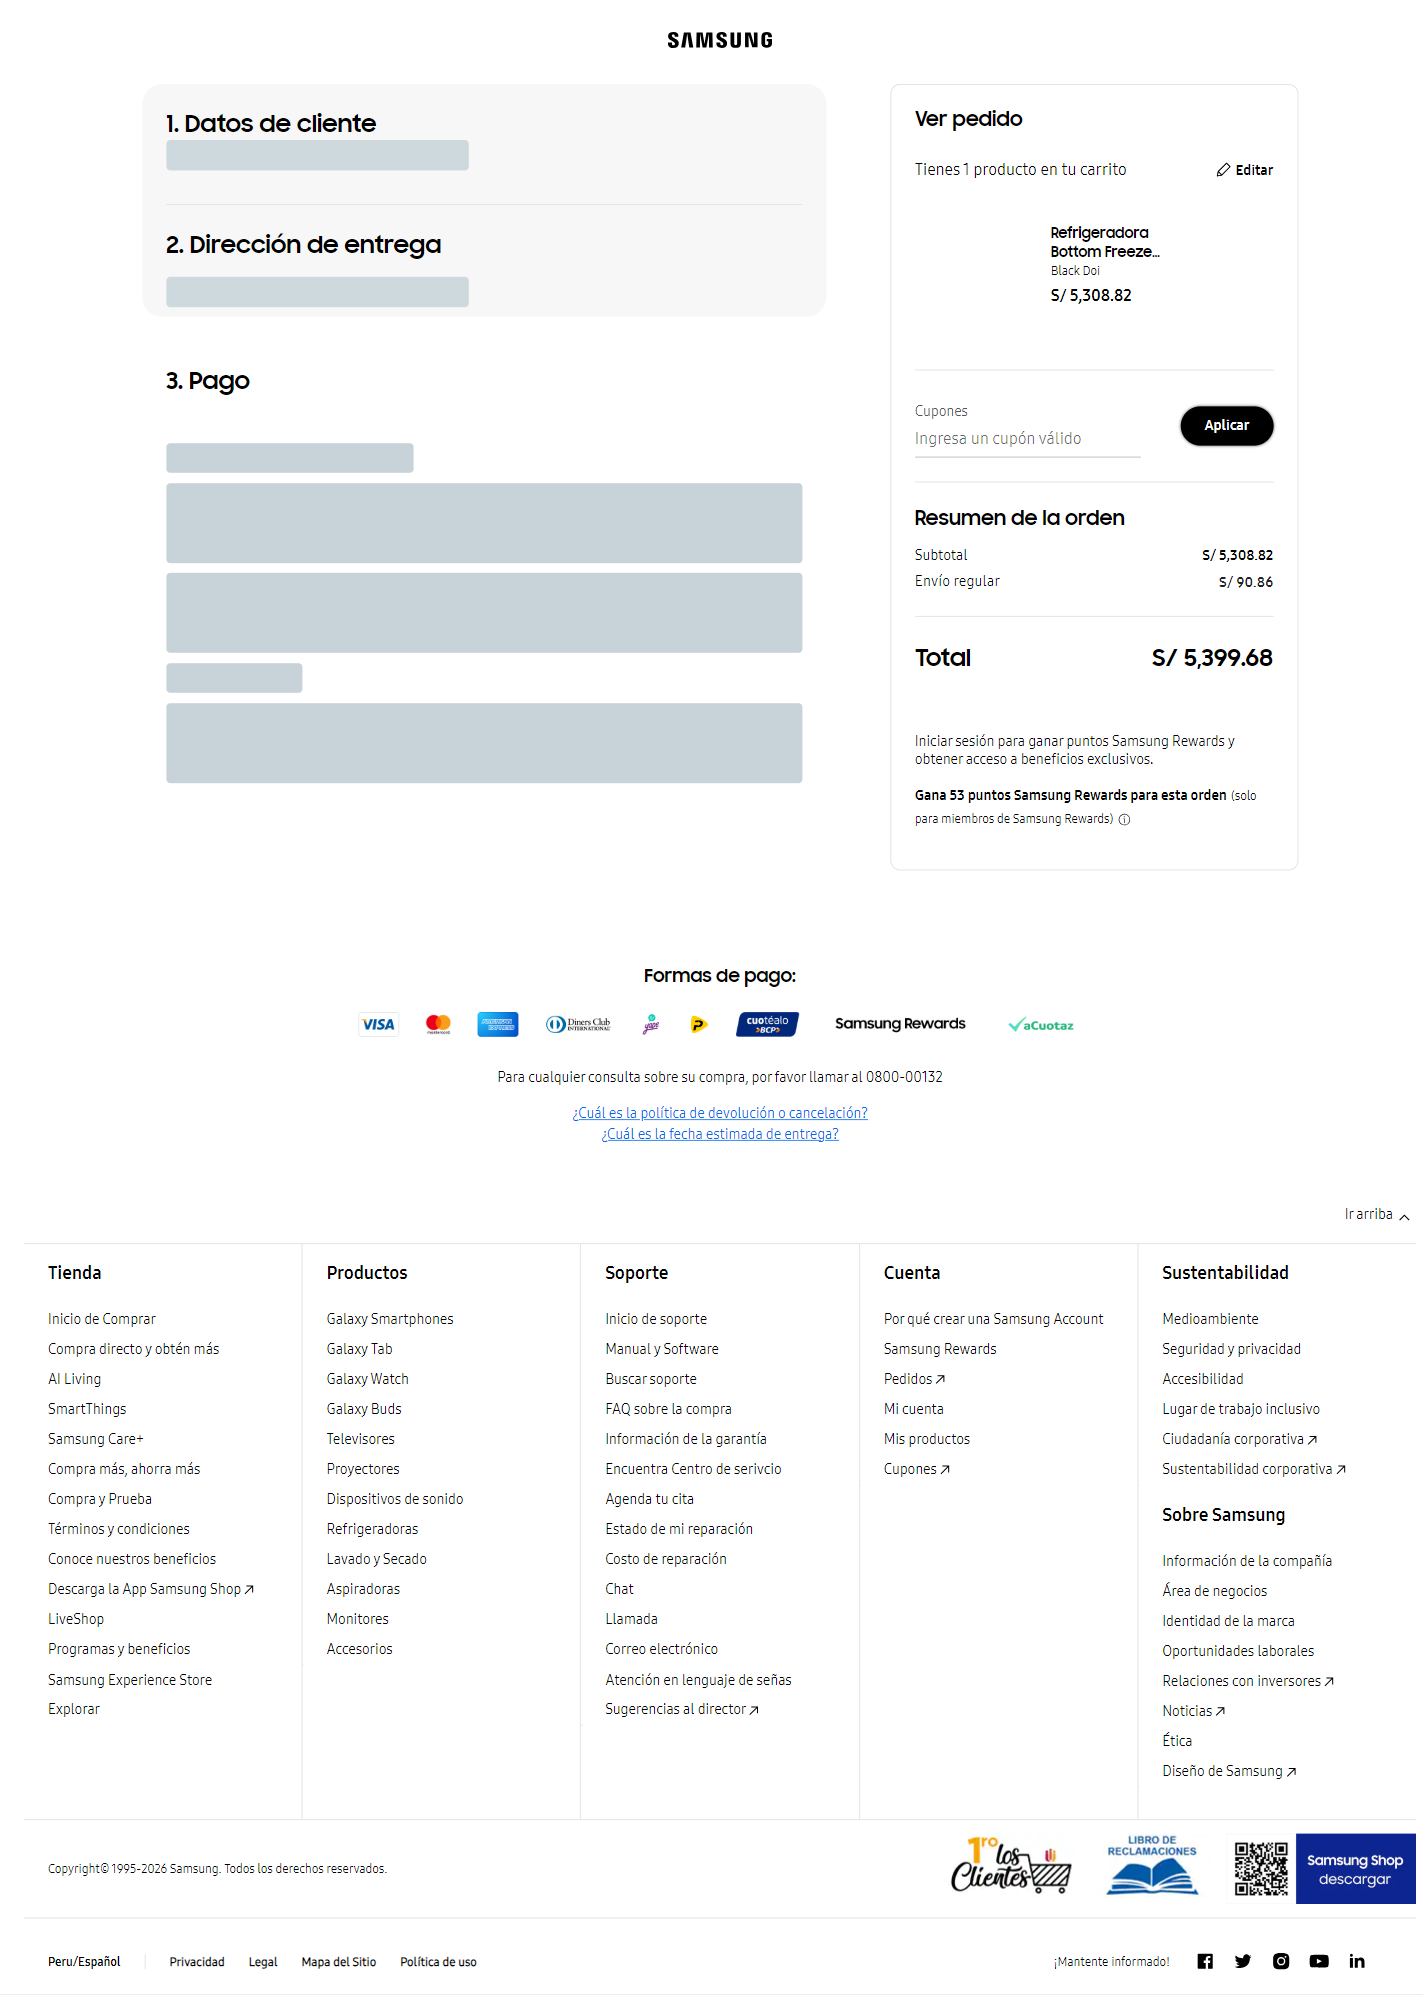 SAMSUNG
1. Datos de cliente
2. Dirección de entrega
3. Pago
Ver pedido
Tienes 1 producto en tu carrito
Editar
Refrigeradora
Bottom Freeze...
Black Doi
S/ 5,308.82
Cupones
Ingresa un cupón válido
Aplicar
Resumen de la orden
Subtotal S/ 5,308.82
Envío regular S/ 90.86
Total S/ 5,399.68
Iniciar sesión para ganar puntos Samsung Rewards y
obtener acceso a beneficios exclusivos.
Gana 53 puntos Samsung Rewards para esta orden (solo
para miembros de Samsung Rewards)
Formas de pago:
VISA
mastercard
AMERICAN EXPRESS
Diners Club
INTERNATIONAL
yape
P
cuotéalo
BCP
Samsung Rewards
aCuotaz
Para cualquier consulta sobre su compra, por favor llamar al 0800-00132
¿Cuál es la política de devolución o cancelación?
¿Cuál es la fecha estimada de entrega?
Ir arriba
Tienda
Inicio de Comprar
Compra directo y obtén más
AI Living
SmartThings
Samsung Care+
Compra más, ahorra más
Compra y Prueba
Términos y condiciones
Conoce nuestros beneficios
Descarga la App Samsung Shop
LiveShop
Programas y beneficios
Samsung Experience Store
Explorar
Productos
Galaxy Smartphones
Galaxy Tab
Galaxy Watch
Galaxy Buds
Televisores
Proyectores
Dispositivos de sonido
Refrigeradoras
Lavado y Secado
Aspiradoras
Monitores
Accesorios
Soporte
Inicio de soporte
Manual y Software
Buscar soporte
FAQ sobre la compra
Información de la garantía
Encuentra Centro de serivcio
Agenda tu cita
Estado de mi reparación
Costo de reparación
Chat
Llamada
Correo electrónico
Atención en lenguaje de señas
Sugerencias al director
Cuenta
Por qué crear una Samsung Account
Samsung Rewards
Pedidos
Mi cuenta
Mis productos
Cupones
Sustentabilidad
Medioambiente
Seguridad y privacidad
Accesibilidad
Lugar de trabajo inclusivo
Ciudadanía corporativa
Sustentabilidad corporativa
Sobre Samsung
Información de la compañía
Área de negocios
Identidad de la marca
Oportunidades laborales
Relaciones con inversores
Noticias
Ética
Diseño de Samsung
Copyright© 1995-2026 Samsung. Todos los derechos reservados.
1ro los
Clientes
LIBRO DE
RECLAMACIONES
Samsung Shop
descargar
Peru/Español
Privacidad
Legal
Mapa del Sitio
Política de uso
¡Mantente informado!